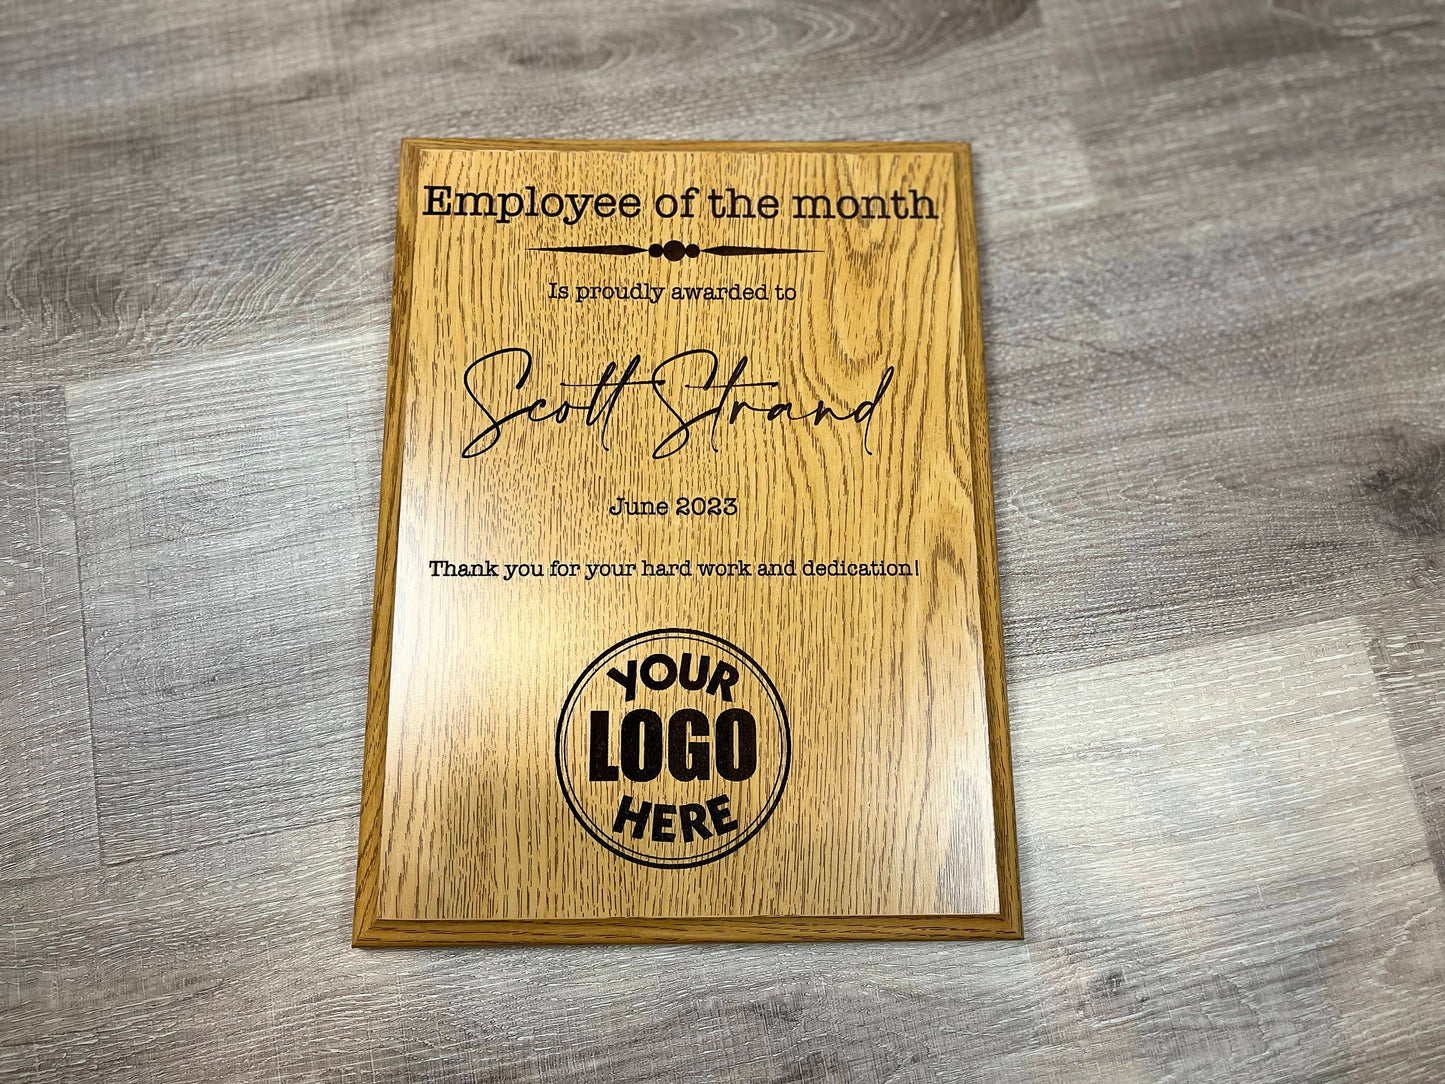 Employee of the month
Is proudly awarded to
Scott Strand
June 2023
Thank you for your hard work and dedication!
YOUR
LOGO
HERE